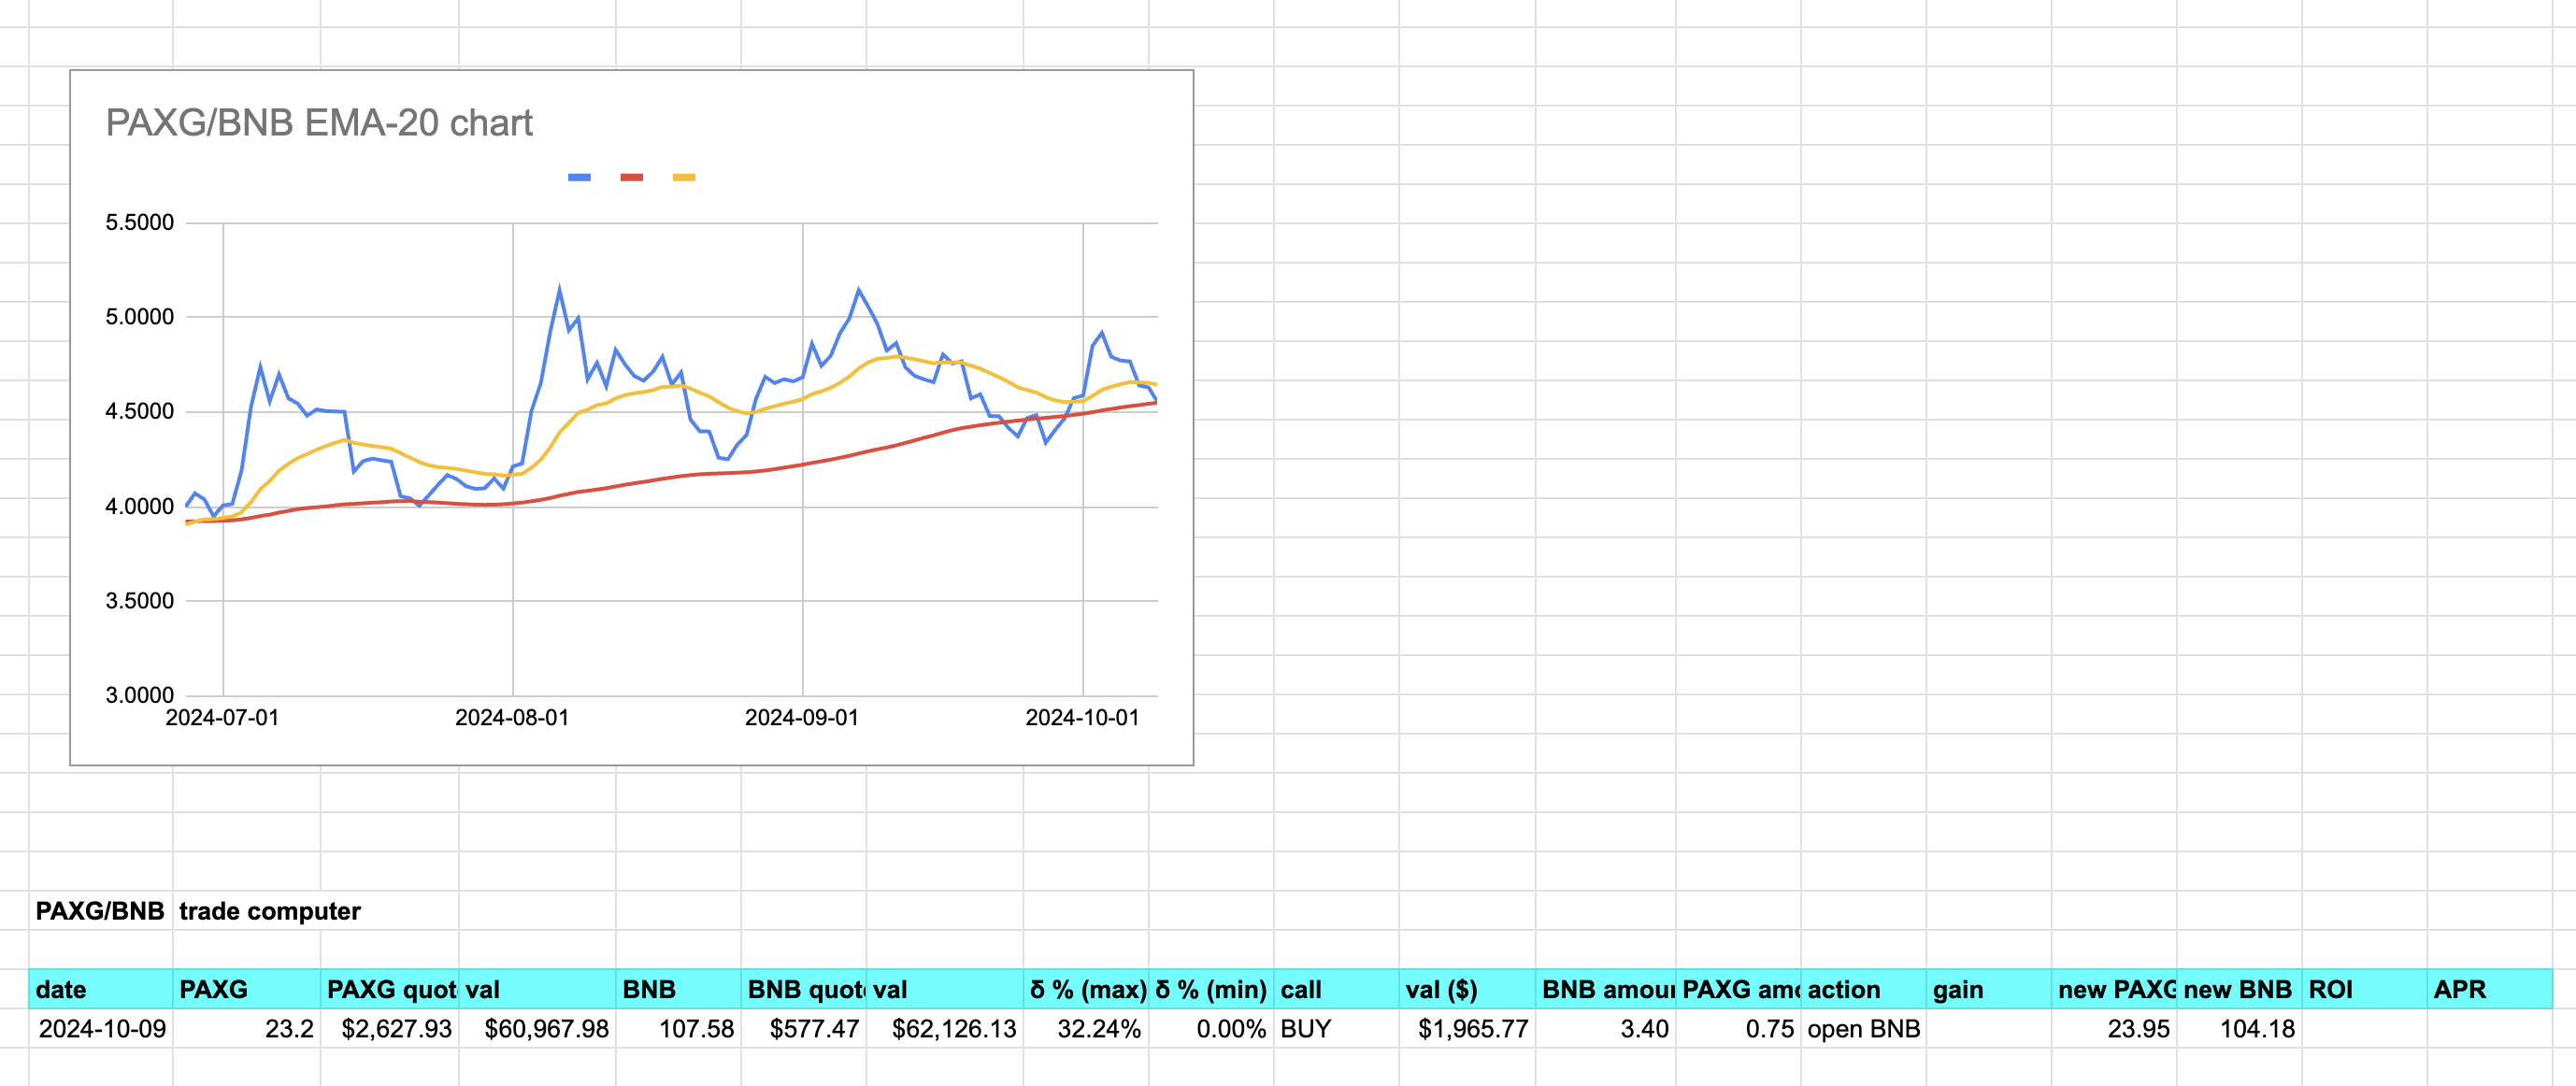 PAXG/BNB EMA-20 chart
5.5000
5.0000
4.5000
4.0000
3.5000
3.0000
2024-07-01 2024-08-01 2024-09-01 2024-10-01
PAXG/BNB trade computer
date PAXG PAXG quot val BNB BNB quot val δ % (max) δ % (min) call val ($) BNB amou PAXG am action gain new PAXG new BNB ROI APR
2024-10-09 23.2 $2,627.93 $60,967.98 107.58 $577.47 $62,126.13 32.24% 0.00% BUY $1,965.77 3.40 0.75 open BNB 23.95 104.18